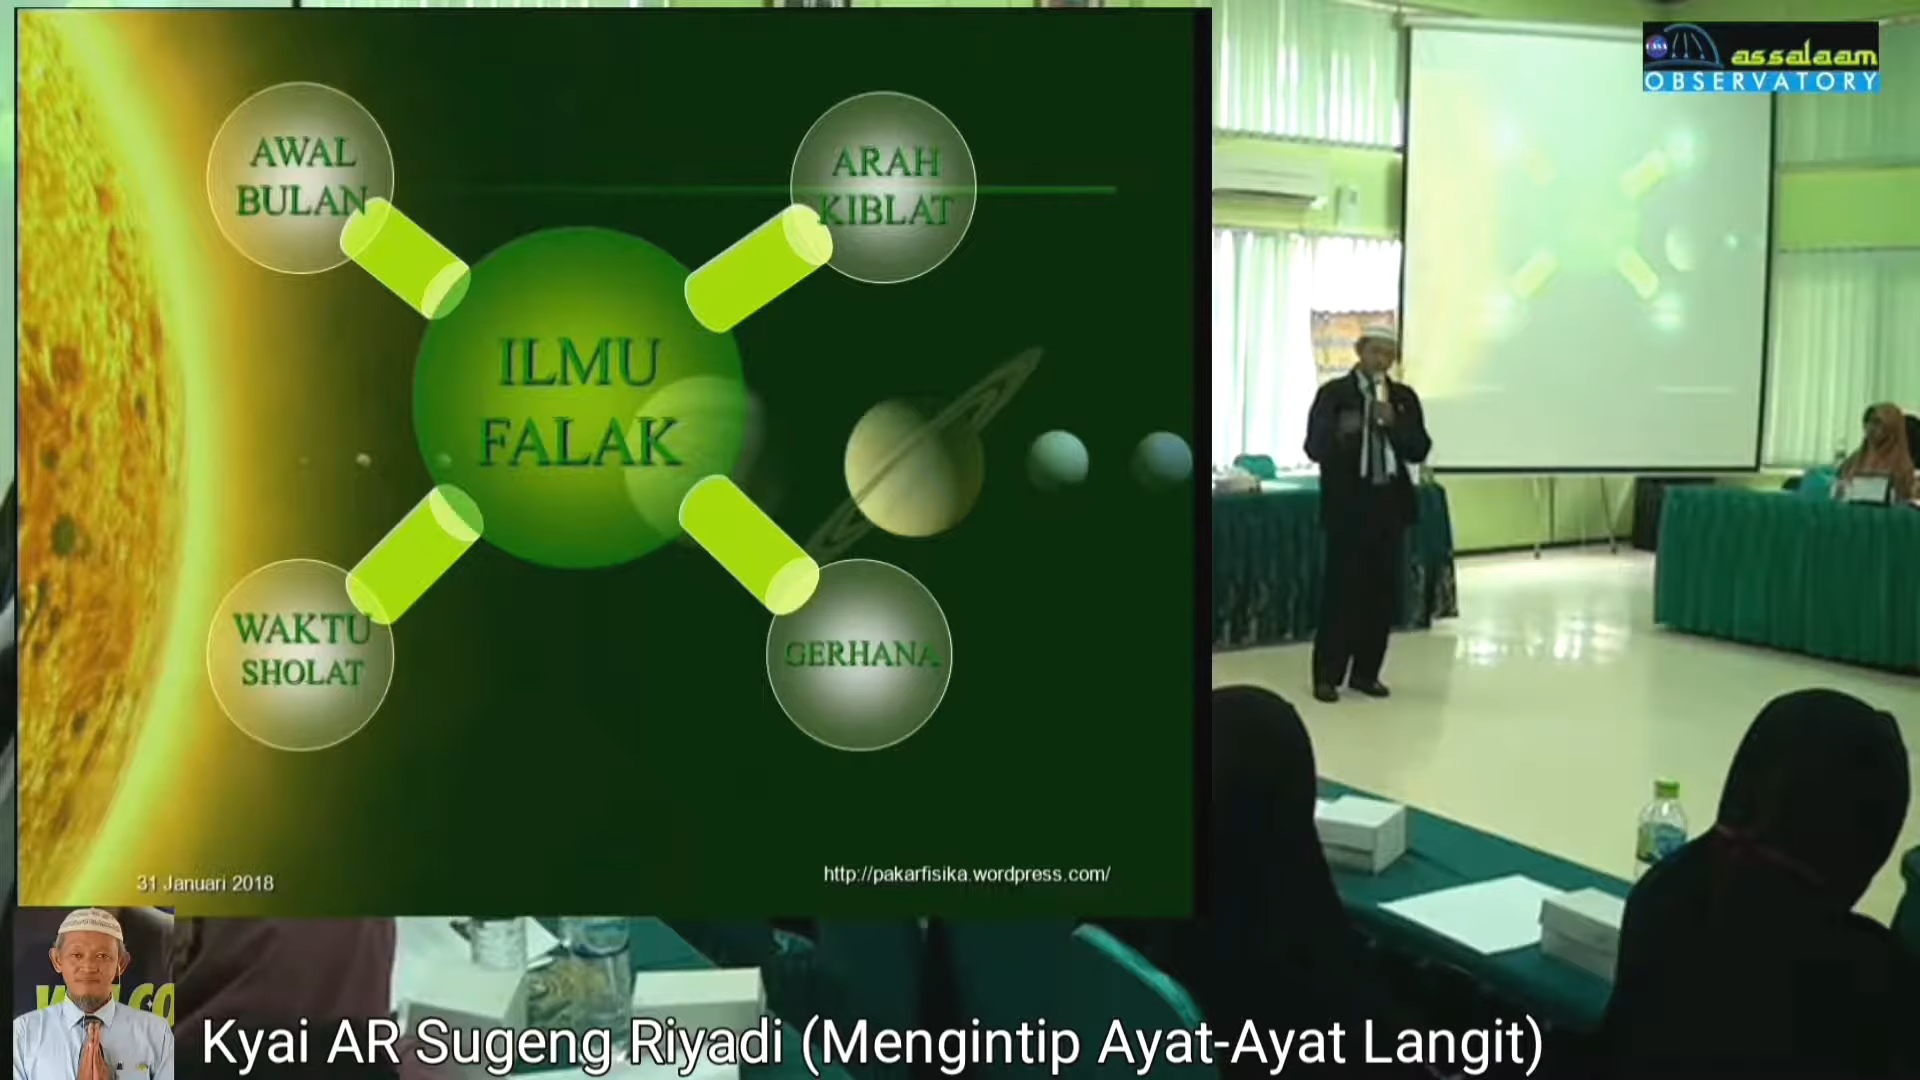 AWAL
BULAN
ARAH
KIBLAT
ILMU
FALAK
WAKTU
SHOLAT
GERHANA
31 Januari 2018
http://pakarfisika.wordpress.com/
assalaam
OBSERVATORY
Kyai AR Sugeng Riyadi (Mengintip Ayat-Ayat Langit)